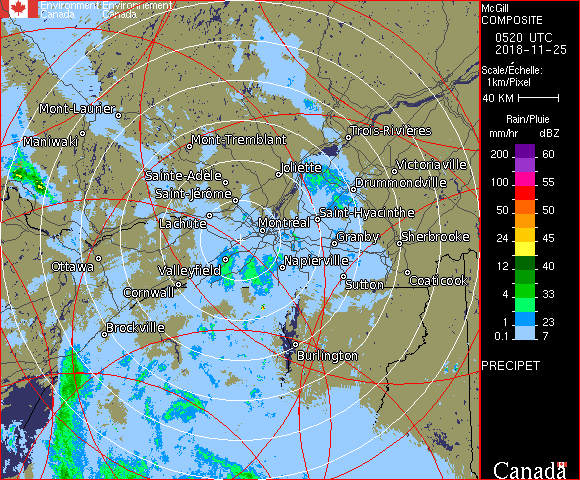 Environment Environnement
Canada Canada
McGill
COMPOSITE
0520 UTC
2018-11-25
Scale/Échelle:
1km/Pixel
40 KM
Rain/Pluie
mm/hr dBZ
200 60
100 55
75 54
50 50
24 45
12 40
4 33
1 23
0.1 7
PRECIPET
Canada
Mont-Laurier
Maniwaki
Mont-Tremblant
Trois-Rivières
Joliette
Victoriaville
Sainte-Adèle
Drummondville
Saint-Jérôme
Lachute
Saint-Hyacinthe
Montréal
Granby
Sherbrooke
Ottawa
Valleyfield
Napierville
Cornwall
Sutton
Coaticook
Brockville
Burlington